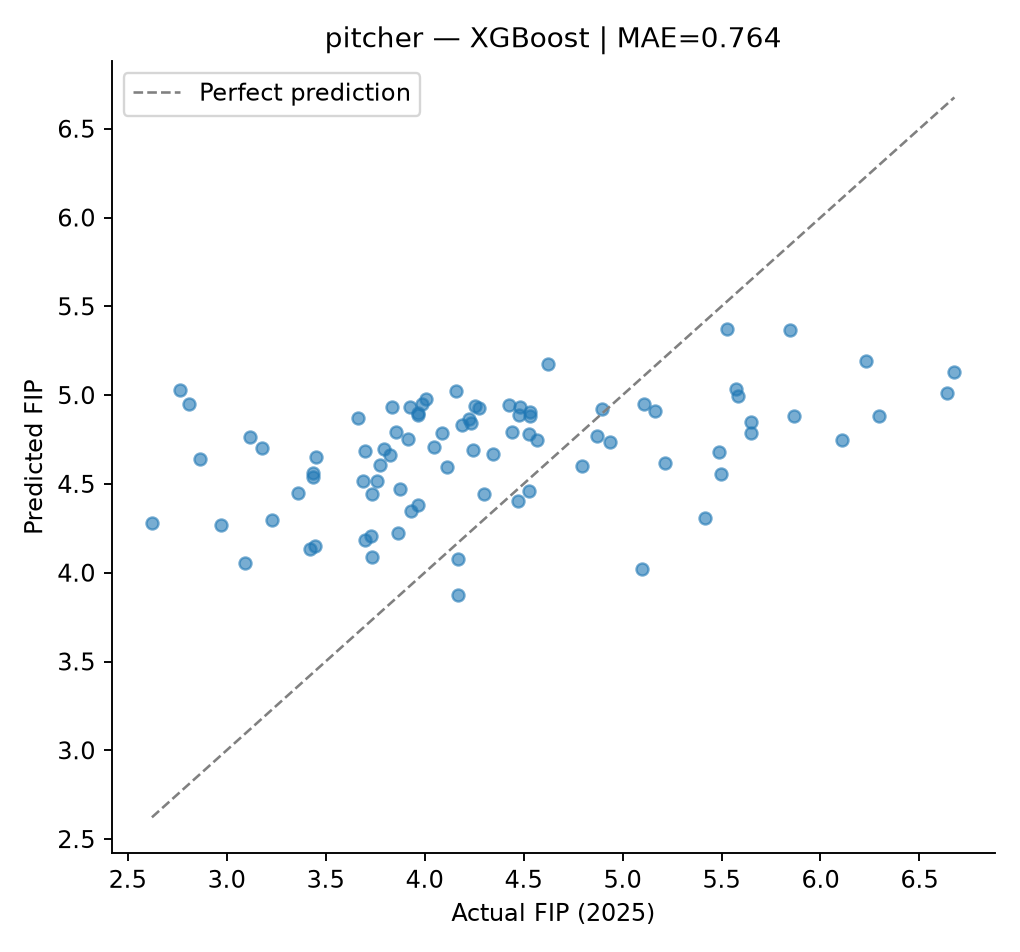 pitcher — XGBoost | MAE=0.764
Perfect prediction
6.5
6.0
5.5
5.0
4.5
4.0
3.5
3.0
2.5
Predicted FIP
2.5 3.0 3.5 4.0 4.5 5.0 5.5 6.0 6.5
Actual FIP (2025)